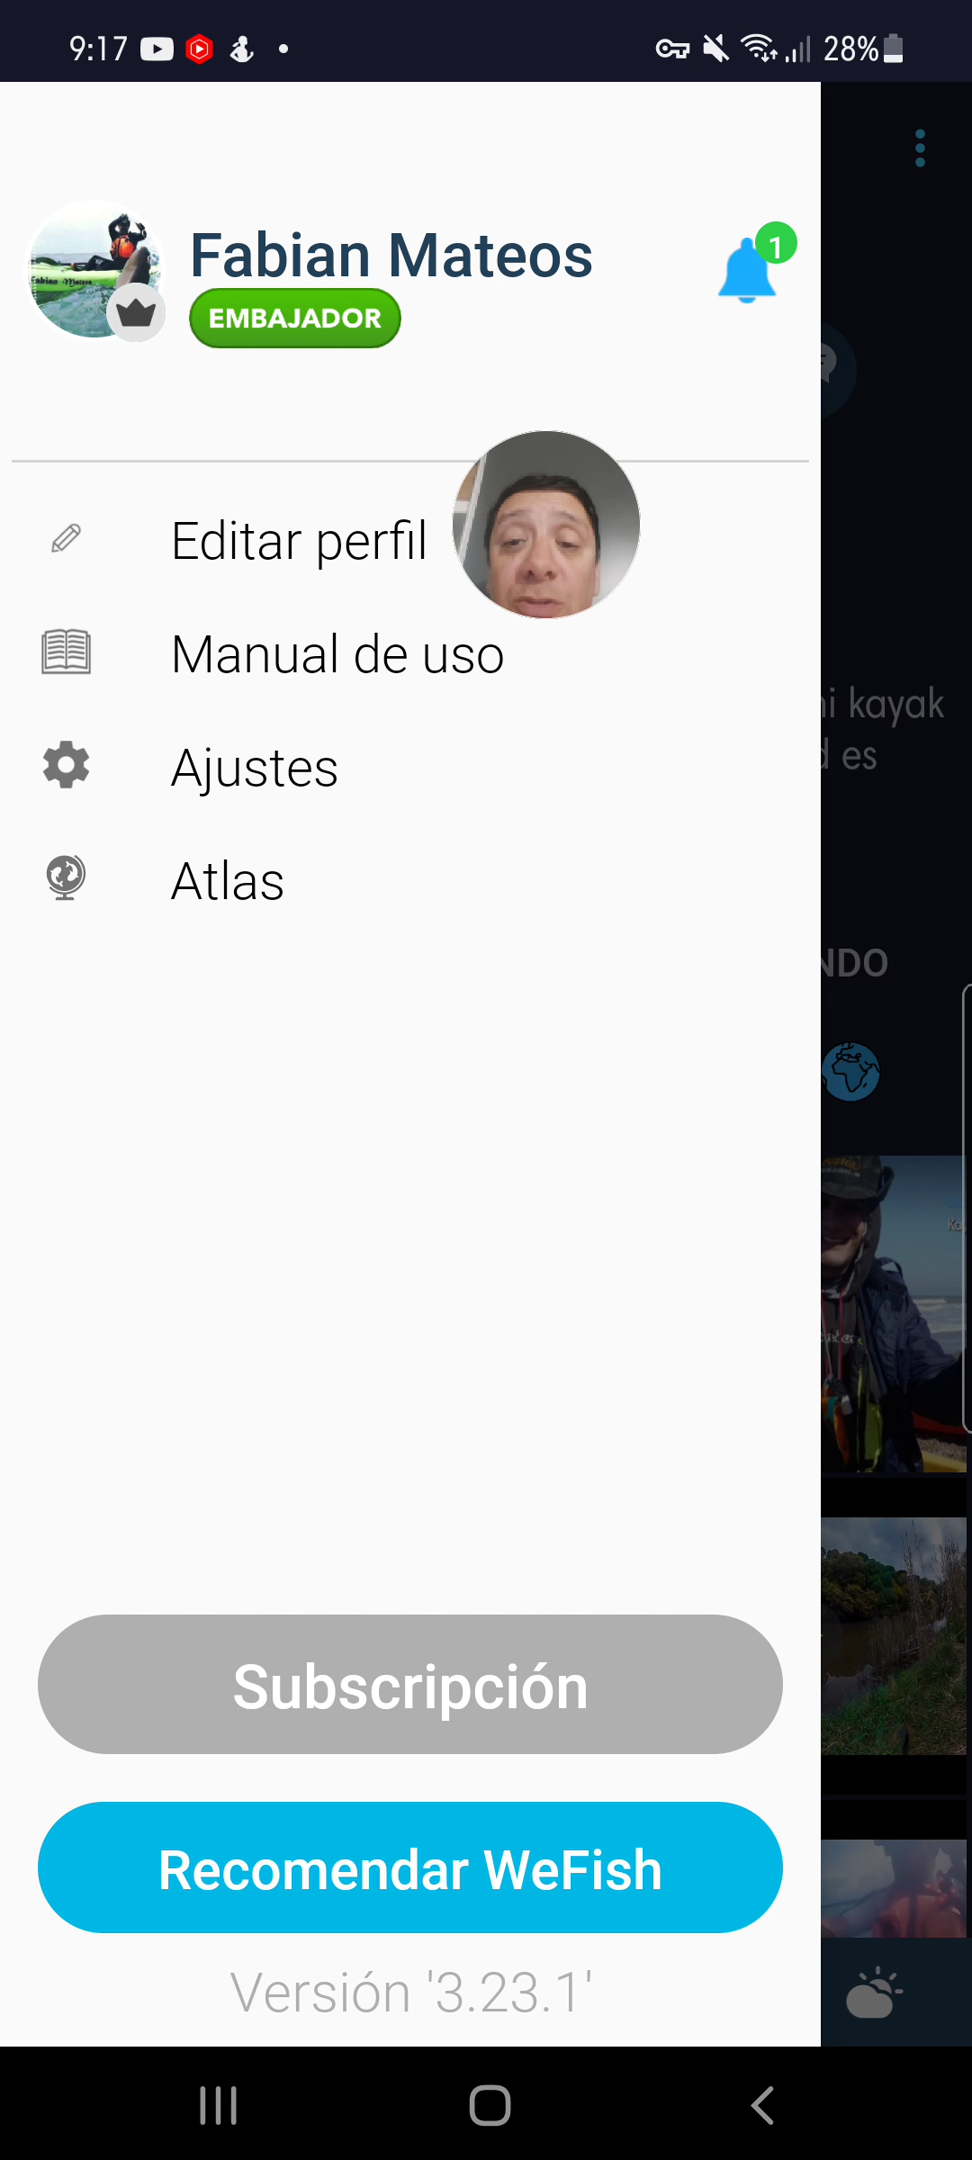 9:17
28%
Fabian Mateos
1
EMBAJADOR
Editar perfil
Manual de uso
Ajustes
Atlas
kayak
es
NDO
Subscripción
Recomendar WeFish
Versión '3.23.1'